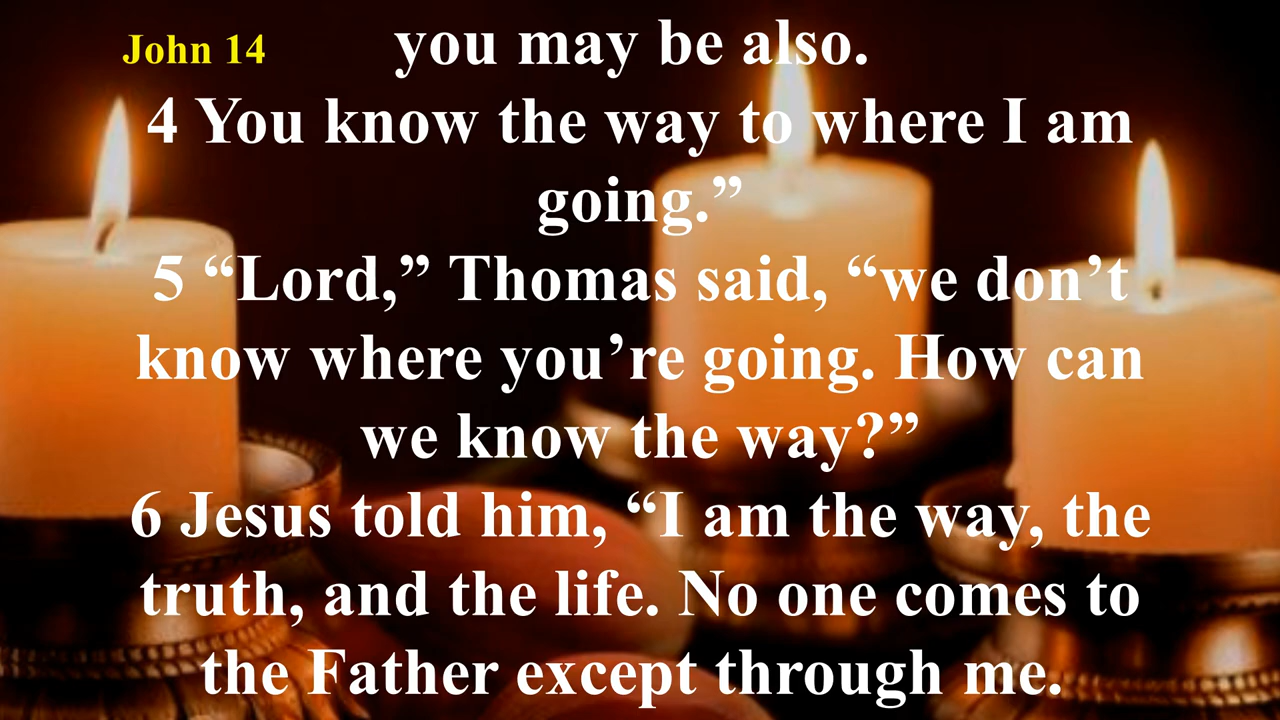 John 14
you may be also.
4 You know the way to where I am
going.”
5 “Lord,” Thomas said, “we don’t
know where you’re going. How can
we know the way?”
6 Jesus told him, “I am the way, the
truth, and the life. No one comes to
the Father except through me.